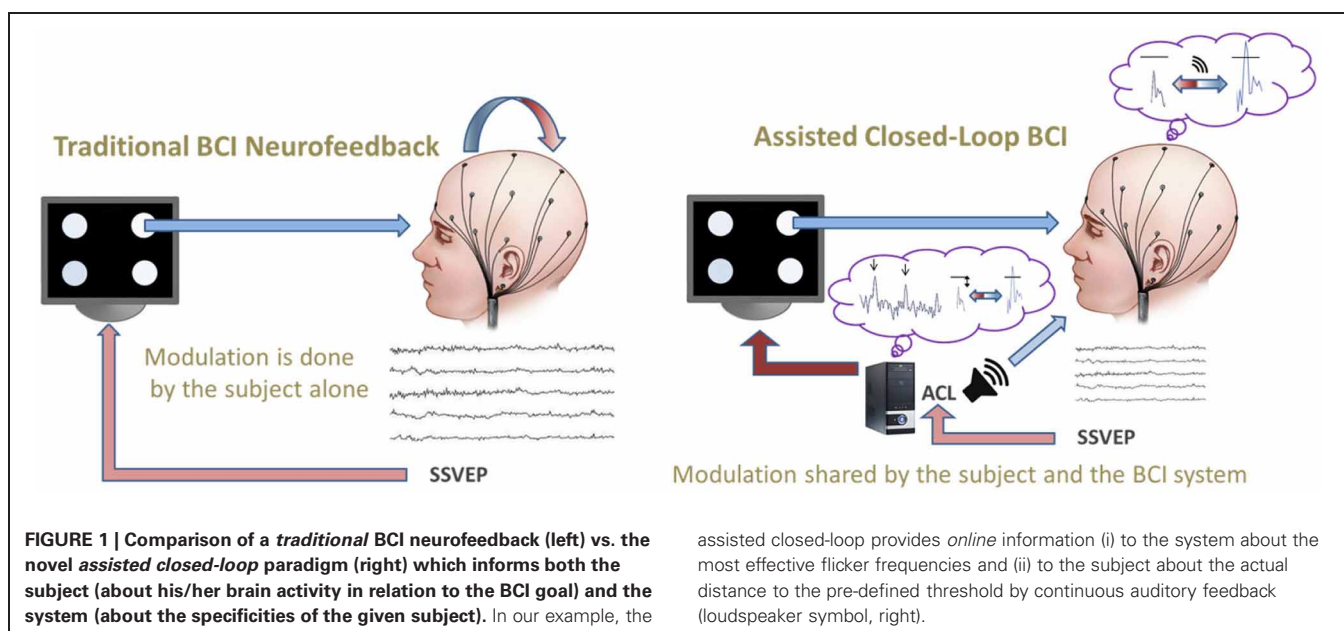 Traditional BCI Neurofeedback
Modulation is done
by the subject alone
SSVEP
Assisted Closed-Loop BCI
ACL
SSVEP
Modulation shared by the subject and the BCI system
FIGURE 1 | Comparison of a traditional BCI neurofeedback (left) vs. the
novel assisted closed-loop paradigm (right) which informs both the
subject (about his/her brain activity in relation to the BCI goal) and the
system (about the specificities of the given subject). In our example, the
assisted closed-loop provides online information (i) to the system about the
most effective flicker frequencies and (ii) to the subject about the actual
distance to the pre-defined threshold by continuous auditory feedback
(loudspeaker symbol, right).